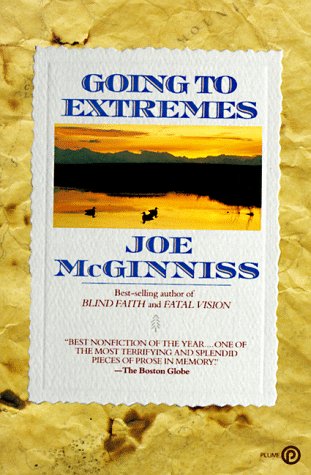 GOING TO
EXTREMES
JOE
McGINNISS
Best-selling author of
BLIND FAITH and FATAL VISION
"BEST NONFICTION OF THE YEAR....ONE OF
THE MOST TERRIFYING AND SPLENDID
PIECES OF PROSE IN MEMORY."
—The Boston Globe
PLUME